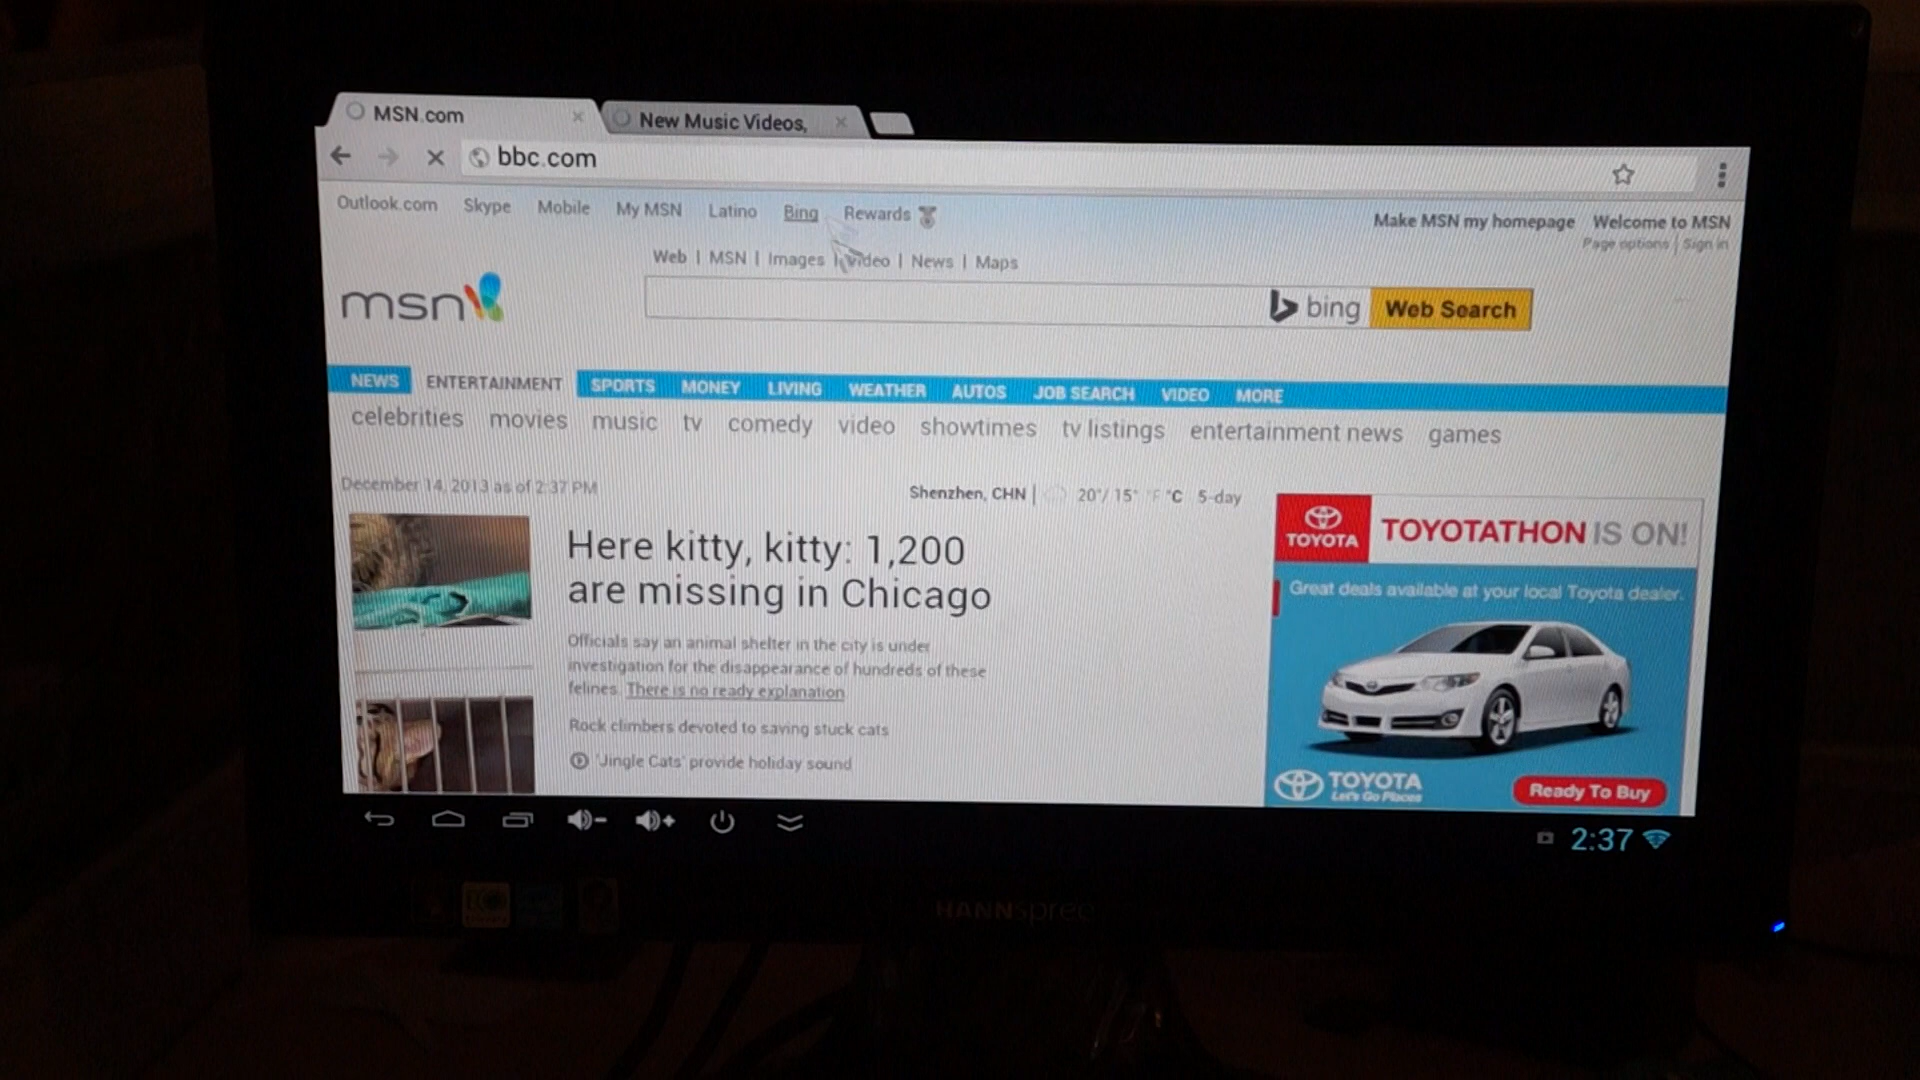 MSN.com
New Music Videos,
bbc.com
Outlook.com Skype Mobile My MSN Latino Bing Rewards
Make MSN my homepage Welcome to MSN
Page options | Sign in
Web | MSN | Images | Video | News | Maps
msn
bing Web Search
NEWS ENTERTAINMENT SPORTS MONEY LIVING WEATHER AUTOS JOB SEARCH VIDEO MORE
celebrities movies music tv comedy video showtimes tv listings entertainment news games
December 14, 2013 as of 2:37 PM
Shenzhen, CHN | 20°/ 15° °F °C 5-day
Here kitty, kitty: 1,200
are missing in Chicago
Officials say an animal shelter in the city is under
investigation for the disappearance of hundreds of these
felines. There is no ready explanation
Rock climbers devoted to saving stuck cats
'Jingle Cats' provide holiday sound
TOYOTA
TOYOTATHON IS ON!
Great deals available at your local Toyota dealer.
TOYOTA
Let's Go Places
Ready To Buy
2:37
HANNspree